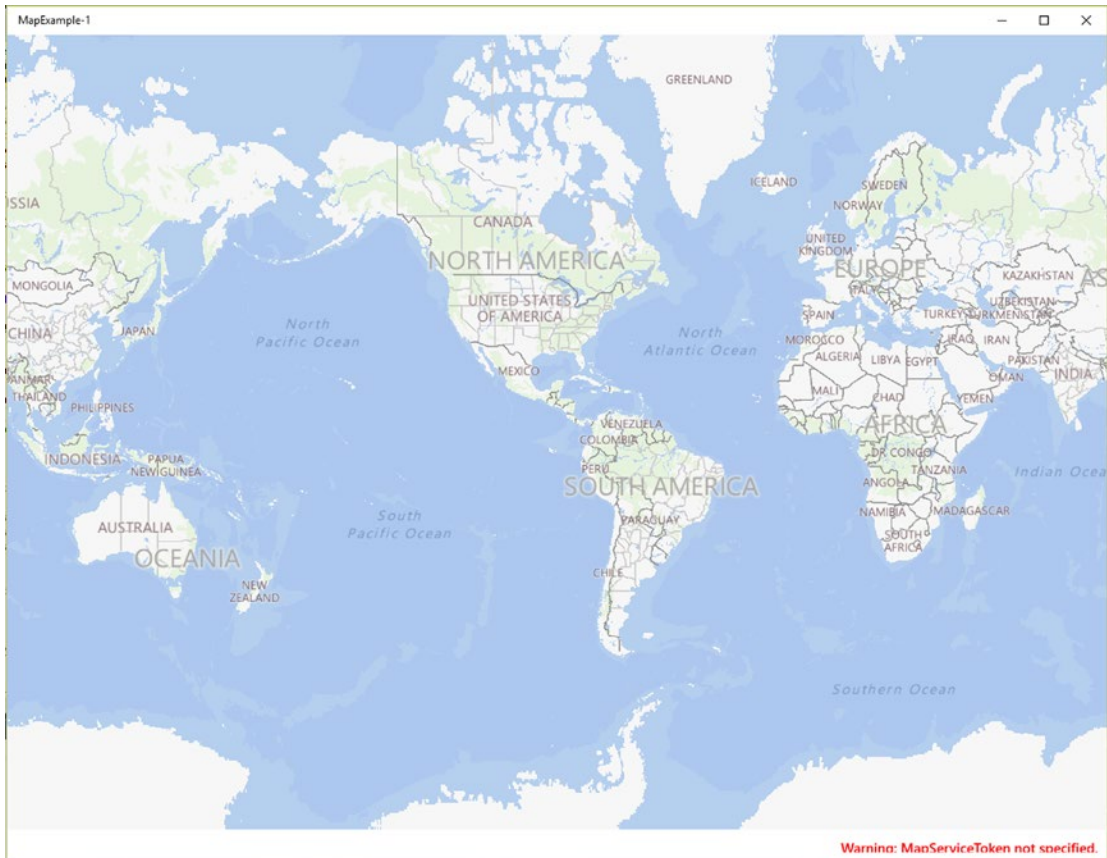 MapExample-1
GREENLAND
ICELAND
SWEDEN
NORWAY
CANADA
UNITED
KINGDOM
NORTH AMERICA
EUROPE
KAZAKHSTAN
MONGOLIA
ITALY
UNITED STATES
OF AMERICA
UZBEKISTAN
SPAIN
TURKEY
TURKMENISTAN
CHINA
JAPAN
North
Pacific Ocean
North
Atlantic Ocean
MOROCCO
IRAQ
IRAN
ALGERIA
LIBYA
EGYPT
PAKISTAN
MEXICO
INDIA
OMAN
THAILAND
MALI
CHAD
YEMEN
PHILIPPINES
VENEZUELA
AFRICA
COLOMBIA
DR CONGO
INDONESIA
PAPUA
NEW GUINEA
PERU
TANZANIA
ANGOLA
SOUTH AMERICA
NAMIBIA
MADAGASCAR
AUSTRALIA
South
Pacific Ocean
PARAGUAY
SOUTH
AFRICA
OCEANIA
CHILE
NEW
ZEALAND
Southern Ocean
Warning: MapServiceToken not specified.